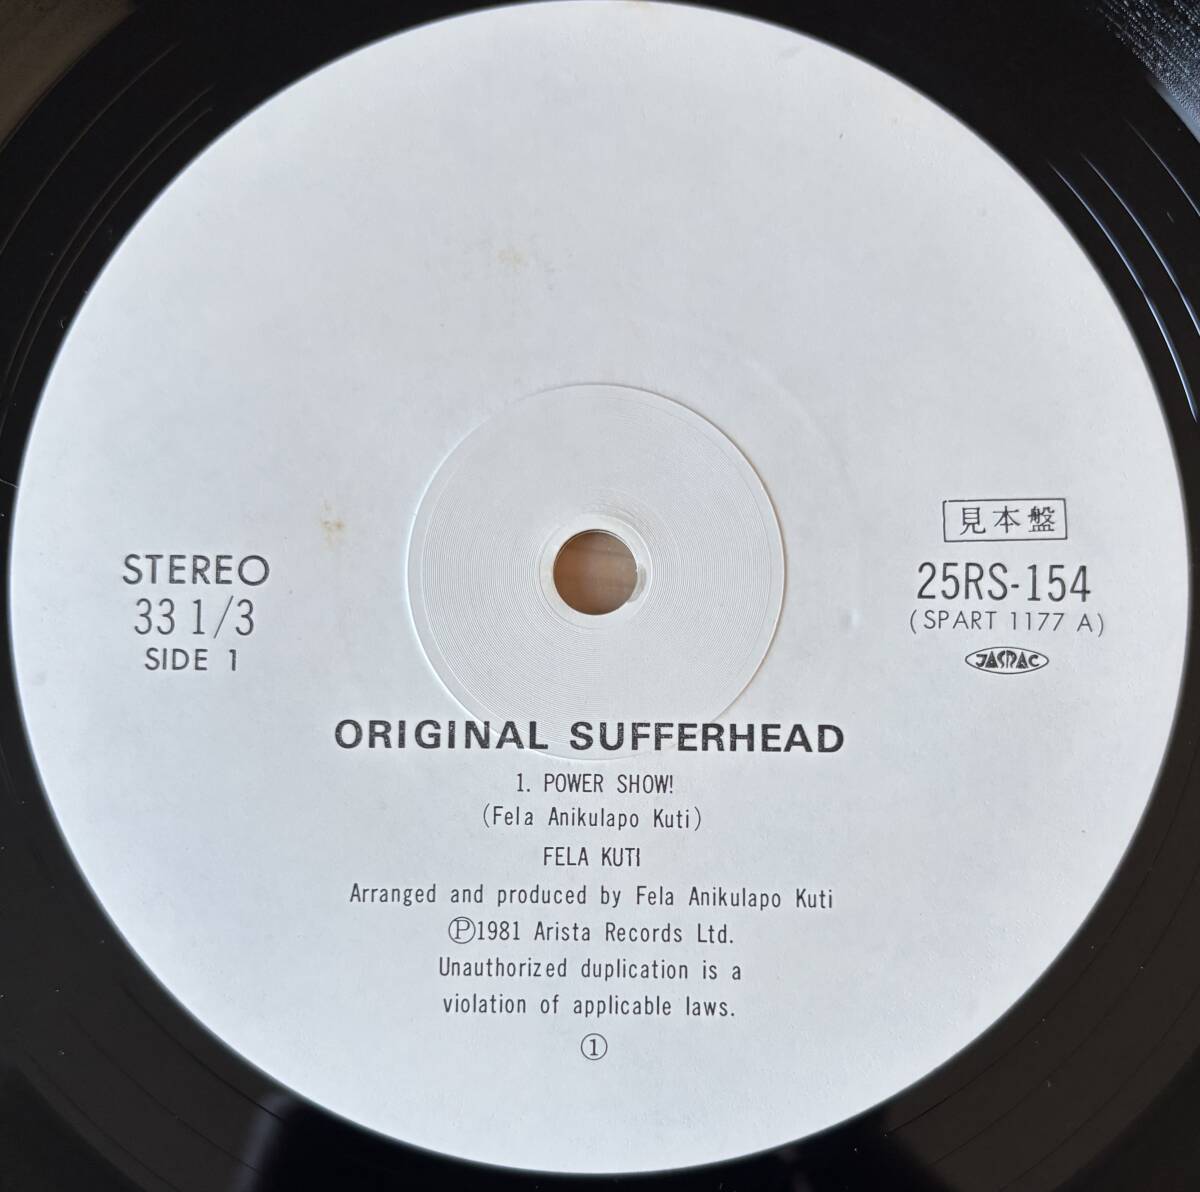 STEREO
33 1/3
SIDE 1
見本盤
25RS-154
(SPART 1177 A)
JASRAC
ORIGINAL SUFFERHEAD
1. POWER SHOW!
(Fela Anikulapo Kuti)
FELA KUTI
Arranged and produced by Fela Anikulapo Kuti
Ⓟ1981 Arista Records Ltd.
Unauthorized duplication is a
violation of applicable laws.
①